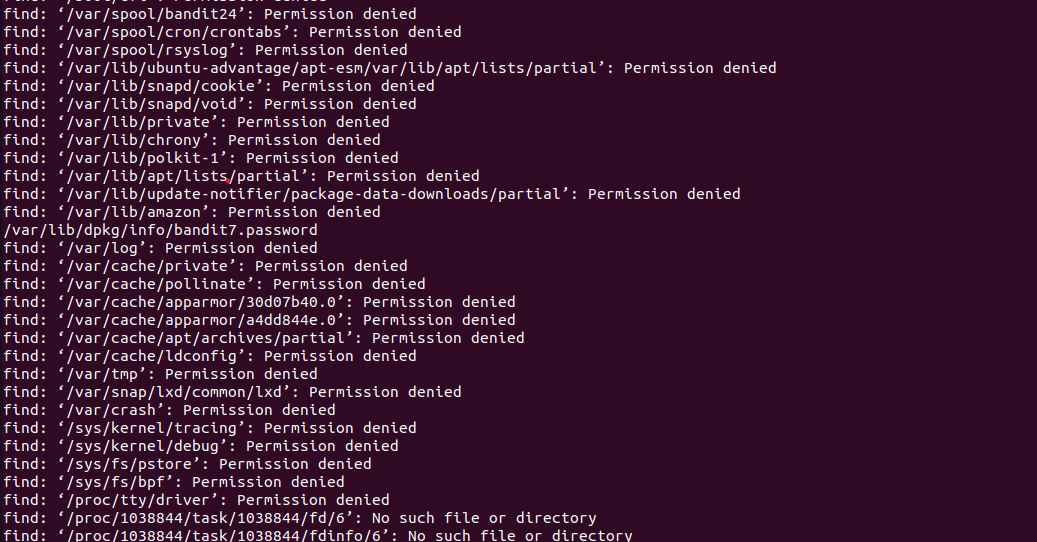 find: ‘/var/spool/bandit24’: Permission denied
find: ‘/var/spool/cron/crontabs’: Permission denied
find: ‘/var/spool/rsyslog’: Permission denied
find: ‘/var/lib/ubuntu-advantage/apt-esm/var/lib/apt/lists/partial’: Permission denied
find: ‘/var/lib/snapd/cookie’: Permission denied
find: ‘/var/lib/snapd/void’: Permission denied
find: ‘/var/lib/private’: Permission denied
find: ‘/var/lib/chrony’: Permission denied
find: ‘/var/lib/polkit-1’: Permission denied
find: ‘/var/lib/apt/lists/partial’: Permission denied
find: ‘/var/lib/update-notifier/package-data-downloads/partial’: Permission denied
find: ‘/var/lib/amazon’: Permission denied
/var/lib/dpkg/info/bandit7.password
find: ‘/var/log’: Permission denied
find: ‘/var/cache/private’: Permission denied
find: ‘/var/cache/pollinate’: Permission denied
find: ‘/var/cache/apparmor/30d07b40.0’: Permission denied
find: ‘/var/cache/apparmor/a4dd844e.0’: Permission denied
find: ‘/var/cache/apt/archives/partial’: Permission denied
find: ‘/var/cache/ldconfig’: Permission denied
find: ‘/var/tmp’: Permission denied
find: ‘/var/snap/lxd/common/lxd’: Permission denied
find: ‘/var/crash’: Permission denied
find: ‘/sys/kernel/tracing’: Permission denied
find: ‘/sys/kernel/debug’: Permission denied
find: ‘/sys/fs/pstore’: Permission denied
find: ‘/sys/fs/bpf’: Permission denied
find: ‘/proc/tty/driver’: Permission denied
find: ‘/proc/1038844/task/1038844/fd/6’: No such file or directory
find: ‘/proc/1038844/task/1038844/fdinfo/6’: No such file or directory